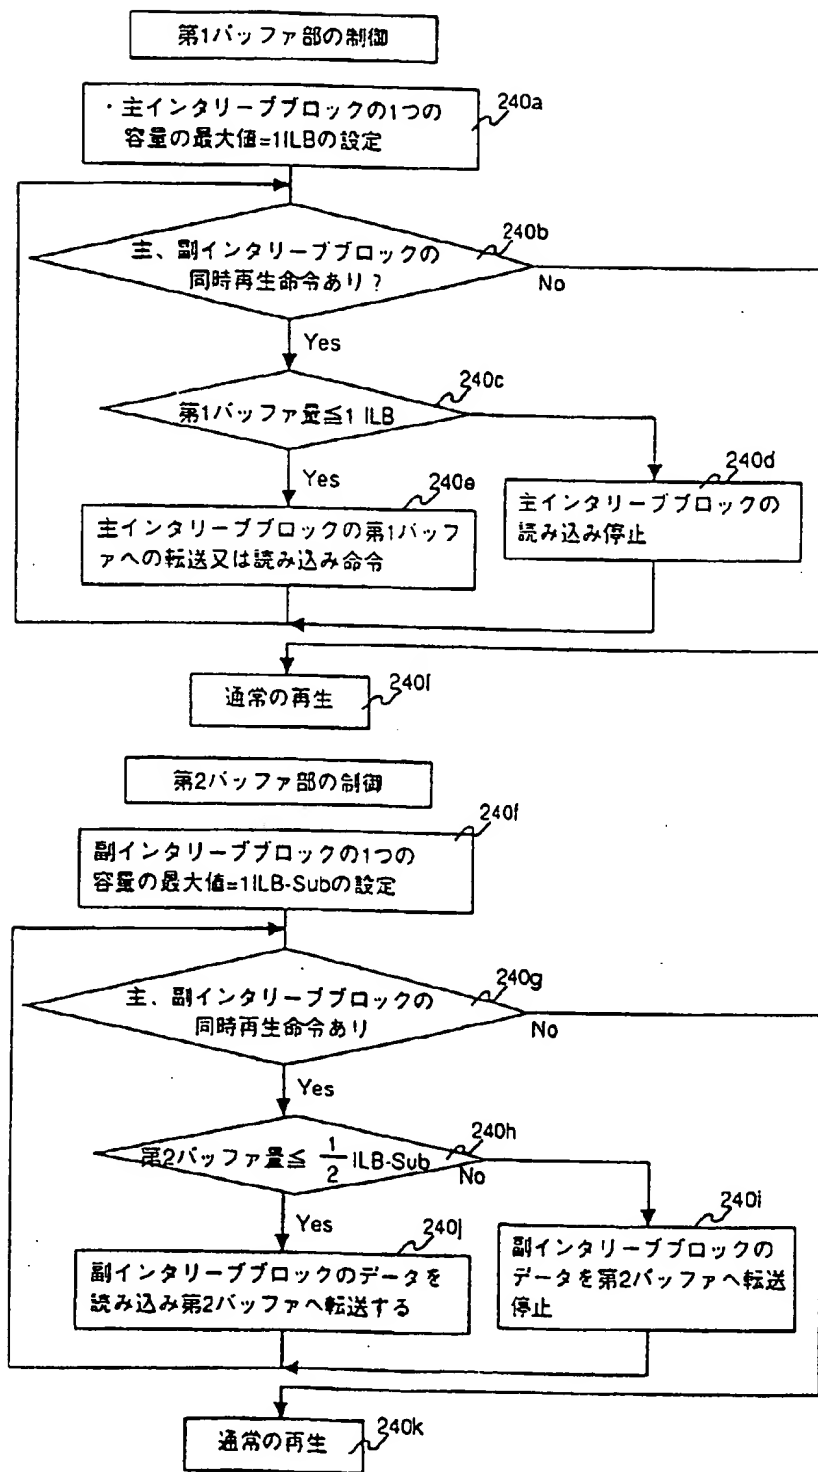 第1バッファ部の制御
・主インタリーブブロックの1つの
容量の最大値=1ILBの設定
240a
主、副インタリーブブロックの
同時再生命令あり?
240b
No
Yes
第1バッファ量≦1 ILB
240c
Yes
240e
主インタリーブブロックの第1バッフ
ァへの転送又は読み込み命令
240d
主インタリーブブロックの
読み込み停止
通常の再生
240l
第2バッファ部の制御
240f
副インタリーブブロックの1つの
容量の最大値=1ILB-Subの設定
主、副インタリーブブロックの
同時再生命令あり
240g
No
Yes
第2バッファ量≦ 1/2 ILB-Sub
240h
No
Yes
240j
副インタリーブブロックのデータを
読み込み第2バッファへ転送する
240i
副インタリーブブロックの
データを第2バッファへ転送
停止
通常の再生
240k